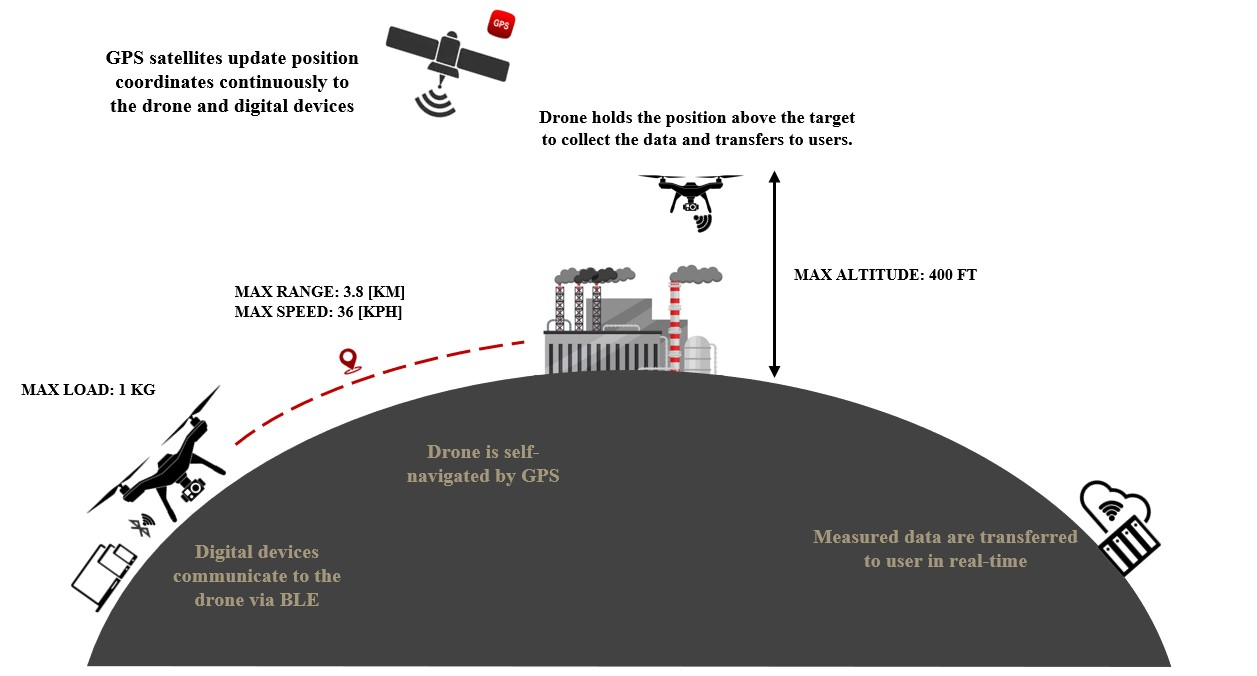 GPS
GPS satellites update position
coordinates continuously to
the drone and digital devices
Drone holds the position above the target
to collect the data and transfers to users.
MAX ALTITUDE: 400 FT
MAX RANGE: 3.8 [KM]
MAX SPEED: 36 [KPH]
MAX LOAD: 1 KG
Drone is self-
navigated by GPS
Digital devices
communicate to the
drone via BLE
Measured data are transferred
to user in real-time